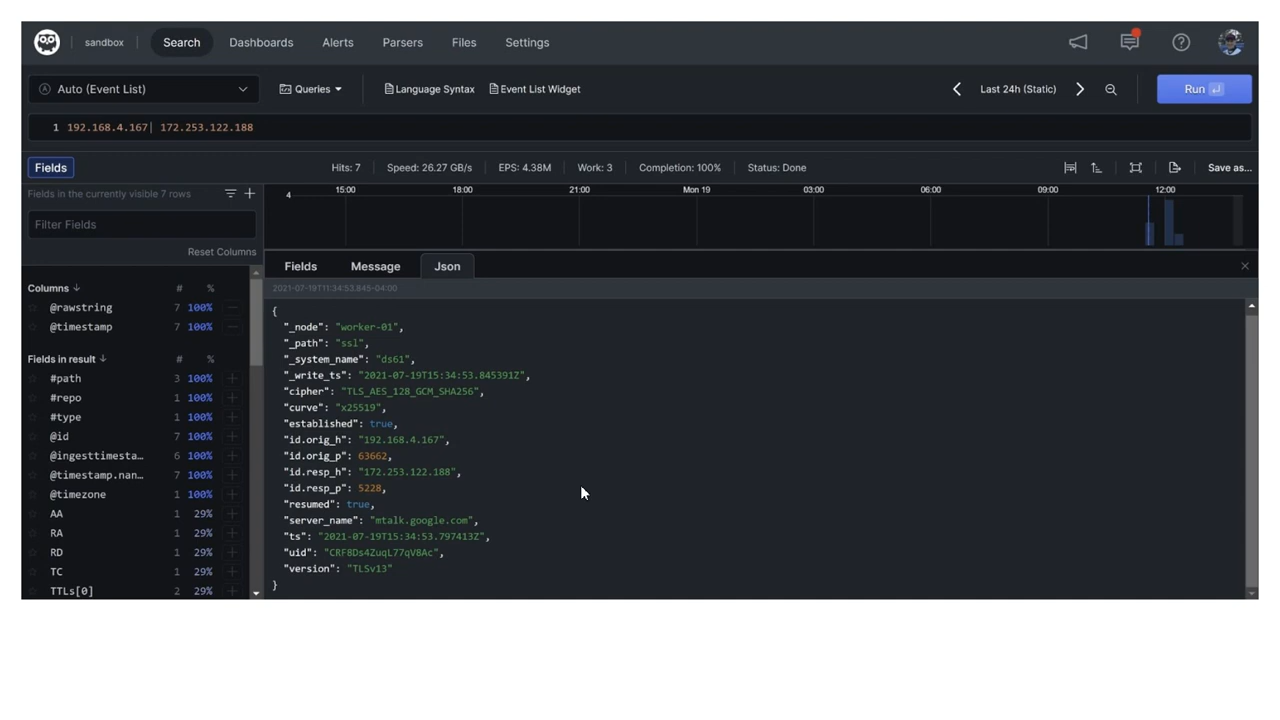 sandbox Search Dashboards Alerts Parsers Files Settings
Auto (Event List) Queries Language Syntax Event List Widget Last 24h (Static) Run
1 192.168.4.167| 172.253.122.188
Fields Hits: 7 Speed: 26.27 GB/s EPS: 4.38M Work: 3 Completion: 100% Status: Done Save as...
Fields in the currently visible 7 rows
4 15:00 18:00 21:00 Mon 19 03:00 06:00 09:00 12:00
Filter Fields
Reset Columns
Columns # %
@rawstring 7 100%
@timestamp 7 100%
Fields in result # %
#path 3 100%
#repo 1 100%
#type 1 100%
@id 7 100%
@ingesttimesta… 6 100%
@timestamp.nan… 7 100%
@timezone 1 100%
AA 1 29%
RA 1 29%
RD 1 29%
TC 1 29%
TTLs[0] 2 29%
Fields Message Json
2021-07-19T11:34:53.845-04:00
{
"_node": "worker-01",
"_path": "ssl",
"_system_name": "ds61",
"_write_ts": "2021-07-19T15:34:53.845391Z",
"cipher": "TLS_AES_128_GCM_SHA256",
"curve": "x25519",
"established": true,
"id.orig_h": "192.168.4.167",
"id.orig_p": 63662,
"id.resp_h": "172.253.122.188",
"id.resp_p": 5228,
"resumed": true,
"server_name": "mtalk.google.com",
"ts": "2021-07-19T15:34:53.797413Z",
"uid": "CRF8Ds4ZuqL77qV8Ac",
"version": "TLSv13"
}